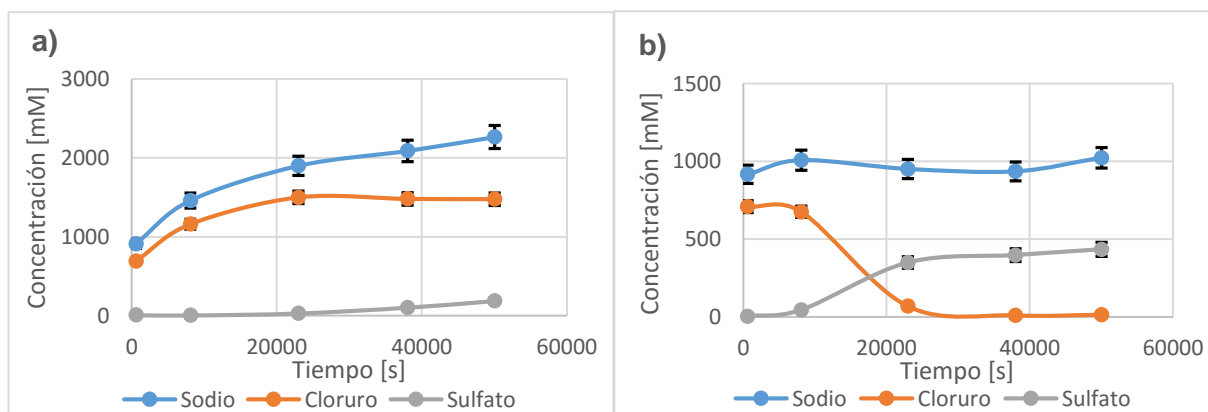 a)
Concentración [mM]
3000
2000
1000
0
0 20000 40000 60000
Tiempo [s]
Sodio Cloruro Sulfato
b)
Concentración [mM]
1500
1000
500
0
0 20000 40000 60000
Tiempo [s]
Sodio Cloruro Sulfato